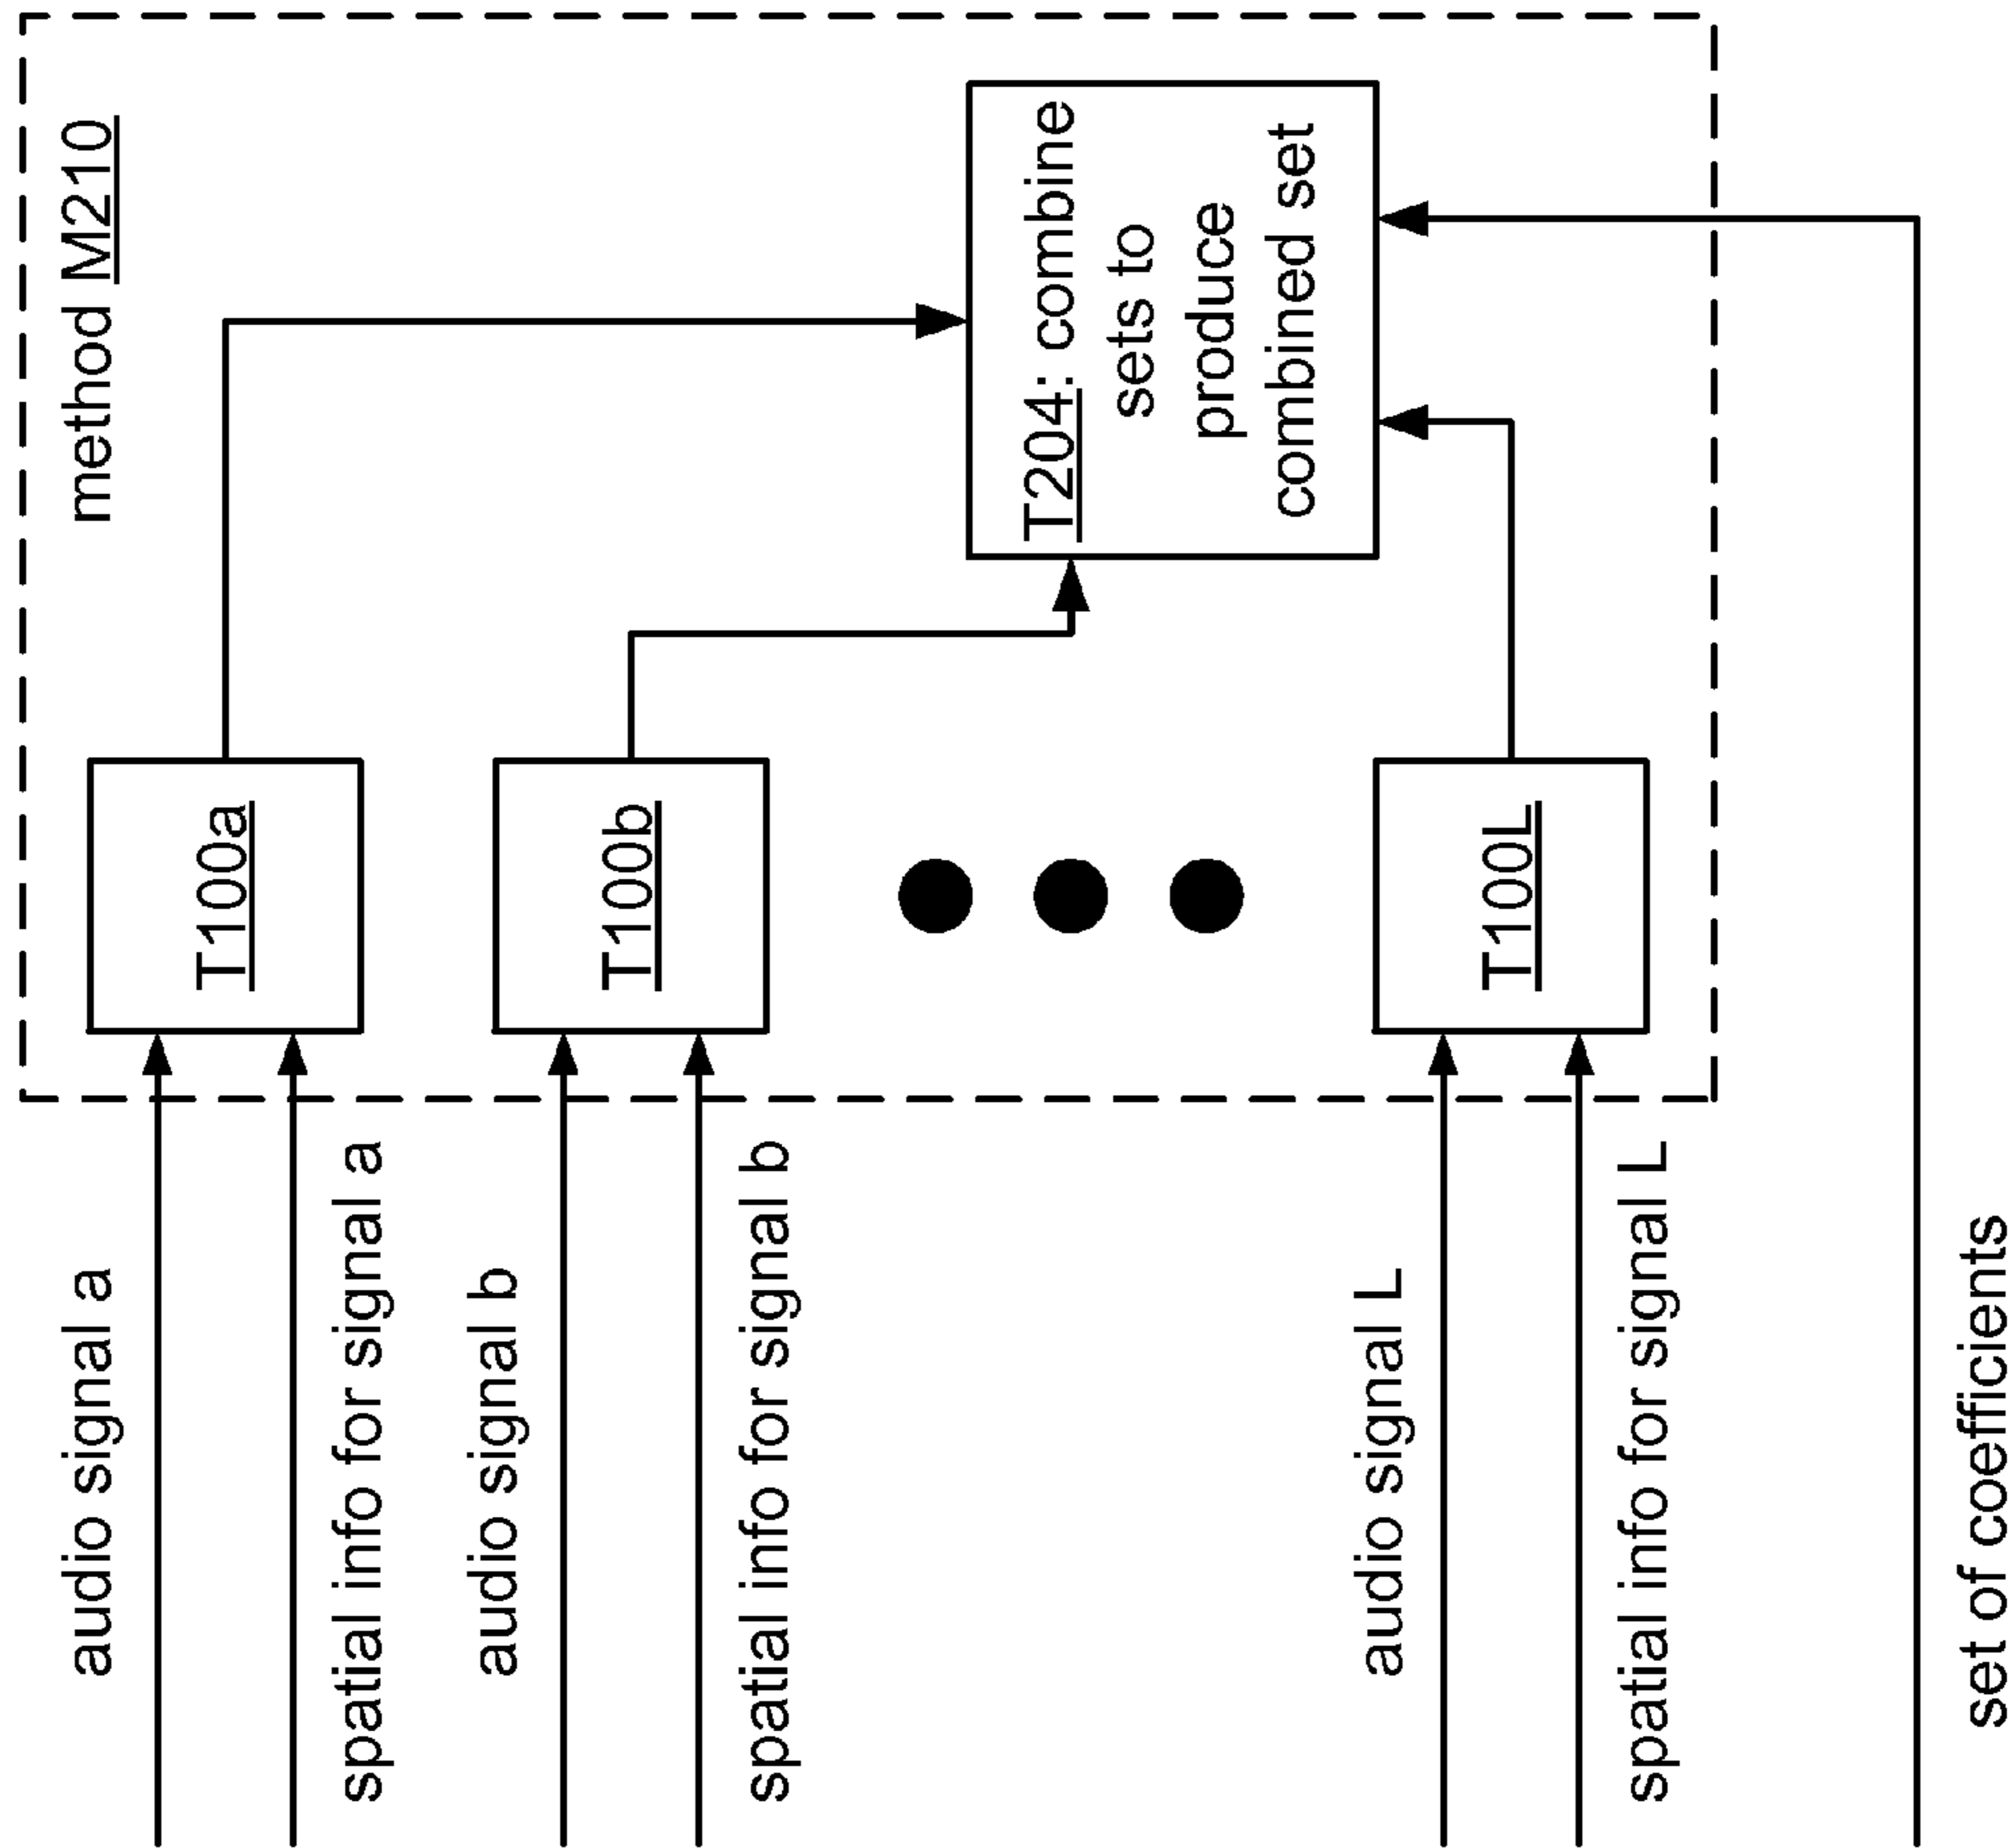 method M210
audio signal a
spatial info for signal a
T100a
audio signal b
spatial info for signal b
T100b
T204: combine
sets to
produce
combined set
audio signal L
spatial info for signal L
T100L
set of coefficients